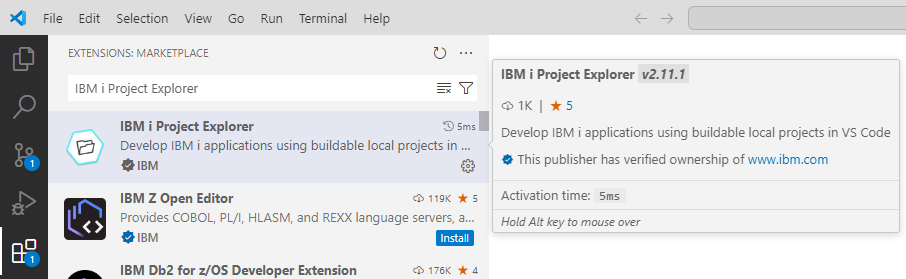 File Edit Selection View Go Run Terminal Help
EXTENSIONS: MARKETPLACE
IBM i Project Explorer
IBM i Project Explorer 5ms
Develop IBM i applications using buildable local projects in ...
IBM
IBM Z Open Editor 119K 5
Provides COBOL, PL/I, HLASM, and REXX language servers, a...
IBM Install
IBM Db2 for z/OS Developer Extension 176K 4
1
1
IBM i Project Explorer v2.11.1
1K | 5
Develop IBM i applications using buildable local projects in VS Code
This publisher has verified ownership of www.ibm.com
Activation time: 5ms
Hold Alt key to mouse over